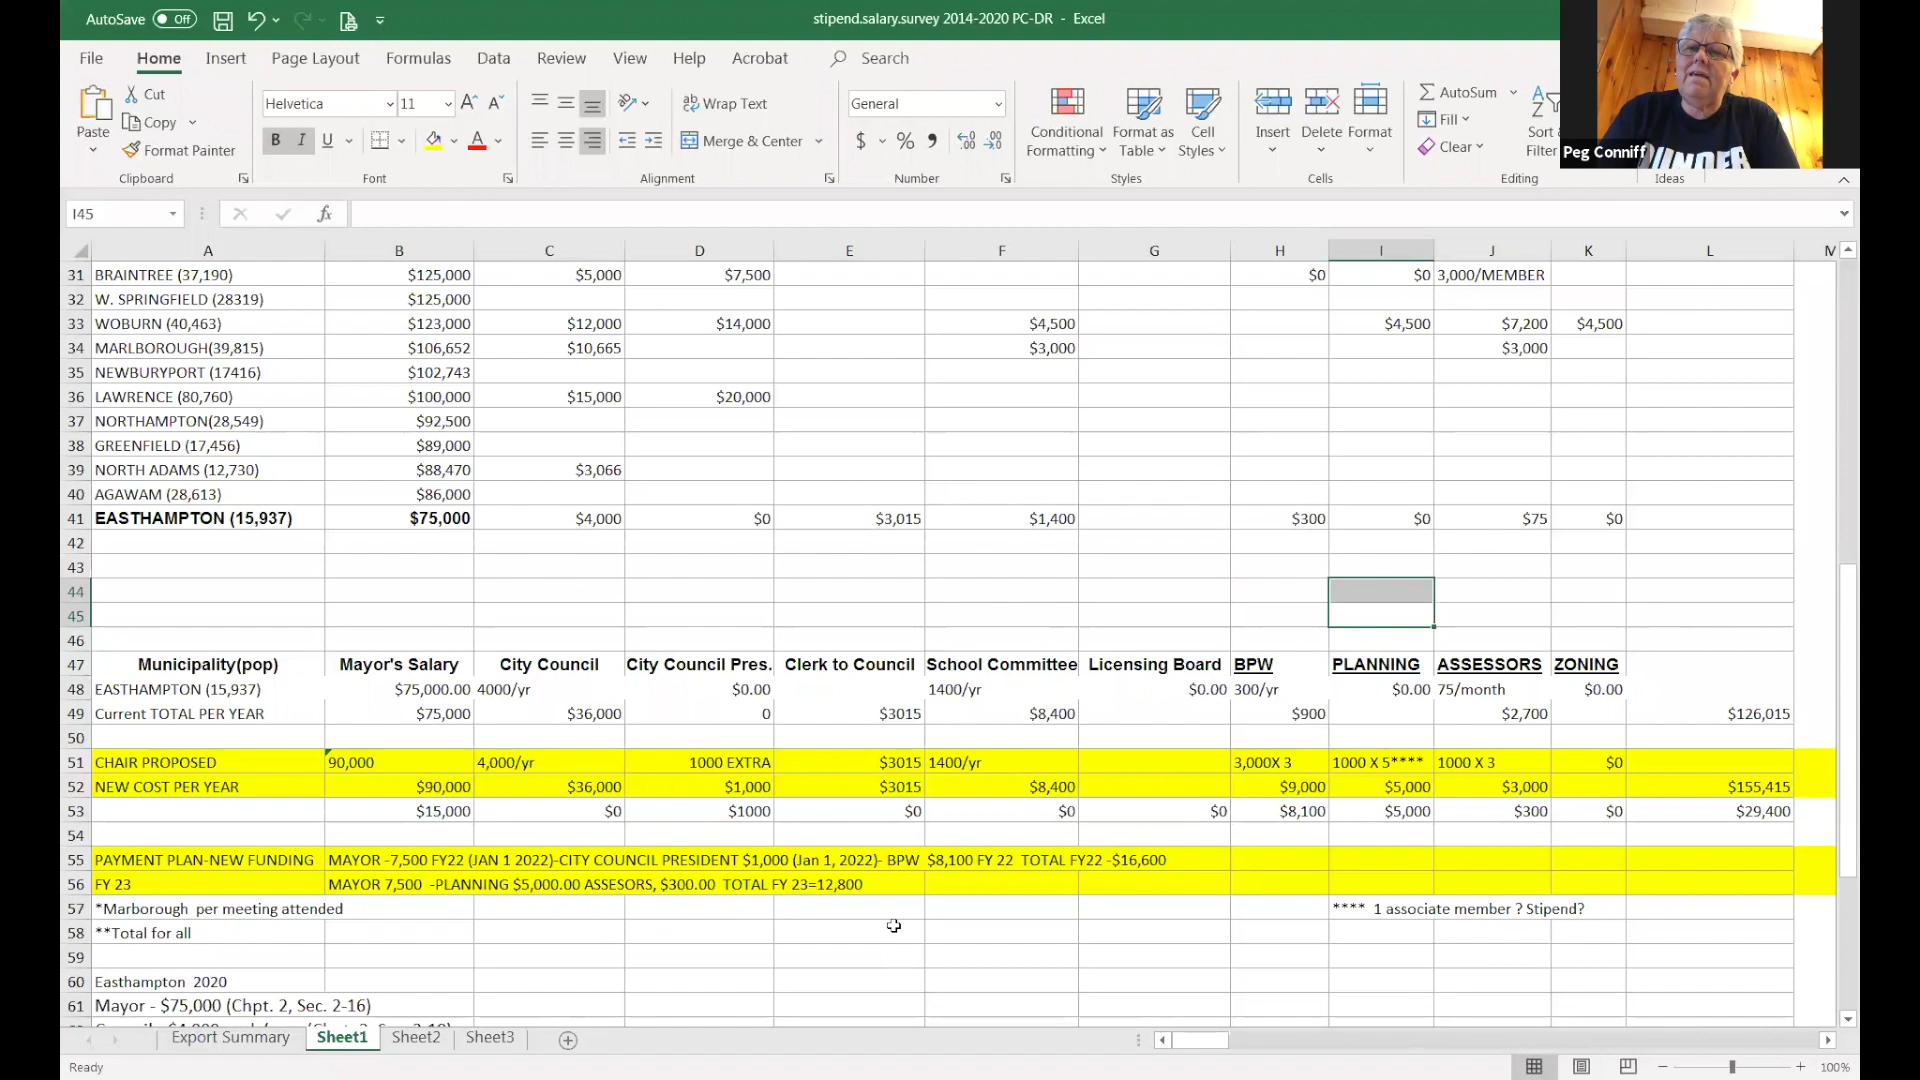 AutoSave Off stipend.salary.survey 2014-2020 PC-DR - Excel
File Home Insert Page Layout Formulas Data Review View Help Acrobat Search
Paste Cut Copy Format Painter Clipboard
Helvetica 11 B I U Font
Wrap Text Merge & Center Alignment
General $ % Number
Conditional Formatting Format as Table Cell Styles Styles
Insert Delete Format Cells
AutoSum Fill Clear Sort & Filter Editing
Ideas
Peg Conniff
I45 fx
A B C D E F G H I J K L M
31 BRAINTREE (37,190) $125,000 $5,000 $7,500 $0 $0 3,000/MEMBER
32 W. SPRINGFIELD (28319) $125,000
33 WOBURN (40,463) $123,000 $12,000 $14,000 $4,500 $4,500 $7,200 $4,500
34 MARLBOROUGH(39,815) $106,652 $10,665 $3,000 $3,000
35 NEWBURYPORT (17416) $102,743
36 LAWRENCE (80,760) $100,000 $15,000 $20,000
37 NORTHAMPTON(28,549) $92,500
38 GREENFIELD (17,456) $89,000
39 NORTH ADAMS (12,730) $88,470 $3,066
40 AGAWAM (28,613) $86,000
41 EASTHAMPTON (15,937) $75,000 $4,000 $0 $3,015 $1,400 $300 $0 $75 $0
42
43
44
45
46
47 Municipality(pop) Mayor's Salary City Council City Council Pres. Clerk to Council School Committee Licensing Board BPW PLANNING ASSESSORS ZONING
48 EASTHAMPTON (15,937) $75,000.00 4000/yr $0.00 1400/yr $0.00 300/yr $0.00 75/month $0.00
49 Current TOTAL PER YEAR $75,000 $36,000 0 $3015 $8,400 $900 $2,700 $126,015
50
51 CHAIR PROPOSED 90,000 4,000/yr 1000 EXTRA $3015 1400/yr 3,000X 3 1000 X 5**** 1000 X 3 $0
52 NEW COST PER YEAR $90,000 $36,000 $1,000 $3015 $8,400 $9,000 $5,000 $3,000 $155,415
53 $15,000 $0 $1000 $0 $0 $0 $8,100 $5,000 $300 $0 $29,400
54
55 PAYMENT PLAN-NEW FUNDING MAYOR -7,500 FY22 (JAN 1 2022)-CITY COUNCIL PRESIDENT $1,000 (Jan 1, 2022)- BPW $8,100 FY 22 TOTAL FY22 -$16,600
56 FY 23 MAYOR 7,500 -PLANNING $5,000.00 ASSESORS, $300.00 TOTAL FY 23=12,800
57 *Marborough per meeting attended **** 1 associate member ? Stipend?
58 **Total for all
59
60 Easthampton 2020
61 Mayor - $75,000 (Chpt. 2, Sec. 2-16)
Export Summary Sheet1 Sheet2 Sheet3
Ready 100%